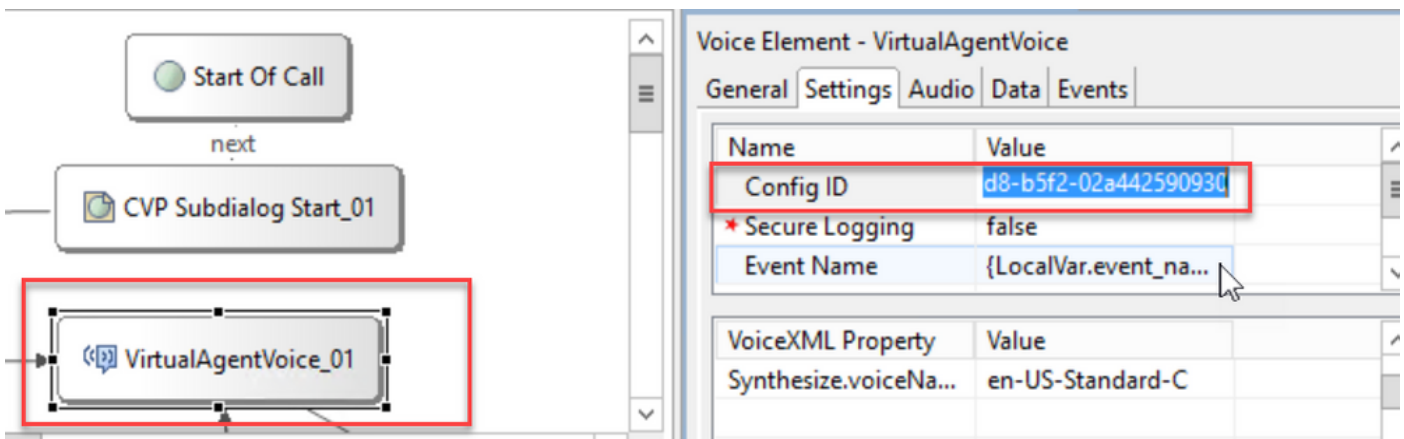 Start Of Call
next
CVP Subdialog Start_01
VirtualAgentVoice_01
Voice Element - VirtualAgentVoice
General Settings Audio Data Events
Name Value
Config ID d8-b5f2-02a442590930
* Secure Logging false
Event Name {LocalVar.event_na...
VoiceXML Property Value
Synthesize.voiceNa... en-US-Standard-C